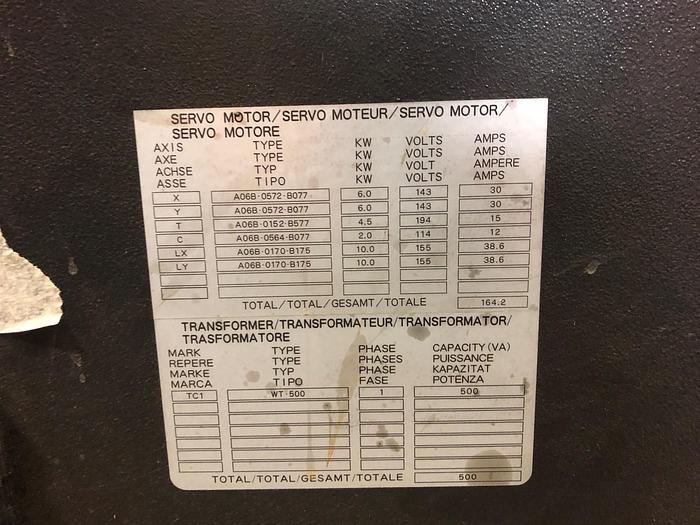 SERVO MOTOR/SERVO MOTEUR/SERVO MOTOR/
SERVO MOTORE
AXIS TYPE KW VOLTS AMPS
AXE TYPE KW VOLTS AMPS
ACHSE TYP KW VOLT AMPERE
ASSE TIPO KW VOLTS AMPS
X A06B-0572-B077 6.0 143 30
Y A06B-0572-B077 6.0 143 30
T A06B-0152-B577 4.5 194 15
C A06B-0564-B077 2.0 114 12
LX A06B-0170-B175 10.0 155 38.6
LY A06B-0170-B175 10.0 155 38.6
TOTAL/TOTAL/GESAMT/TOTALE 164.2
TRANSFORMER/TRANSFORMATEUR/TRANSFORMATOR/
TRASFORMATORE
MARK TYPE PHASE CAPACITY(VA)
REPERE TYPE PHASES PUISSANCE
MARKE TYP PHASE KAPAZITAT
MARCA TIPO FASE POTENZA
TC1 WT-500 1 500
TOTAL/TOTAL/GESAMT/TOTALE 500